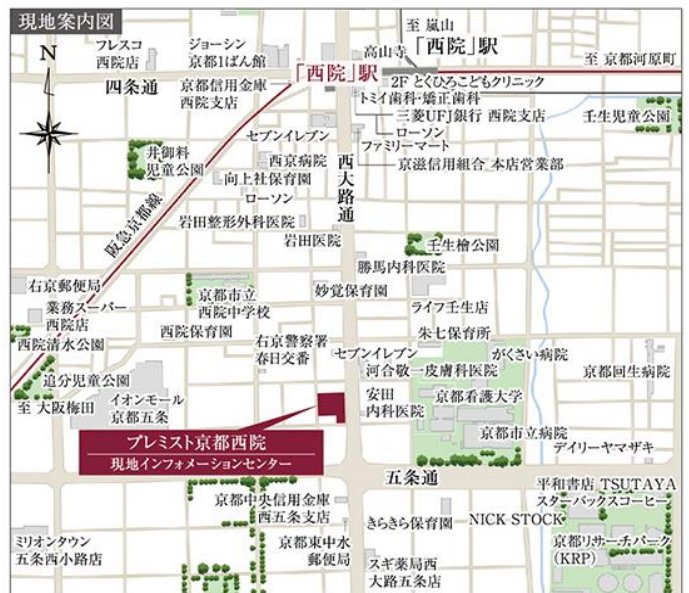 現地案内図
N
フレスコ
西院店
ジョーシン
京都1ばん館
四条通
京都信用金庫
西院支店
「西院」駅
至 嵐山
高山寺
「西院」駅
至 京都河原町
2F とくひろこどもクリニック
トミイ歯科・矯正歯科
三菱UFJ銀行 西院支店
ローソン
ファミリーマート
京滋信用組合 本店営業部
壬生児童公園
セブンイレブン
井御料
児童公園
西京病院
向上社保育園
ローソン
西大路通
阪急京都線
岩田整形外科医院
岩田医院
壬生檜公園
勝馬内科医院
右京郵便局
業務スーパー
西院店
京都市立
西院中学校
妙覚保育園
ライフ壬生店
西院保育園
朱七保育所
西院清水公園
右京警察署
春日交番
セブンイレブン
河合敬一皮膚科医院
がくさい病院
京都回生病院
追分児童公園
至 大阪梅田
イオンモール
京都五条
安田
内科医院
京都看護大学
京都市立病院
デイリーヤマザキ
プレミスト京都西院
現地インフォメーションセンター
五条通
京都中央信用金庫
西五条支店
きらきら保育園
NICK STOCK
平和書店 TSUTAYA
スターバックスコーヒー
ミリオンタウン
五条西小路店
京都東中水
郵便局
スギ薬局西
大路五条店
京都リサーチパーク
(KRP)